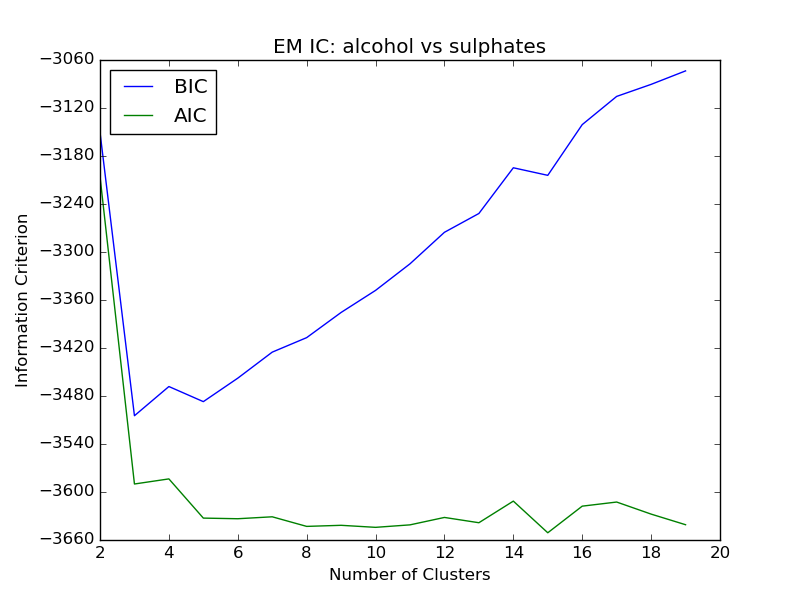 EM IC: alcohol vs sulphates
BIC
AIC
−3060
−3120
−3180
−3240
−3300
−3360
−3420
−3480
−3540
−3600
−3660
Information Criterion
2 4 6 8 10 12 14 16 18 20
Number of Clusters